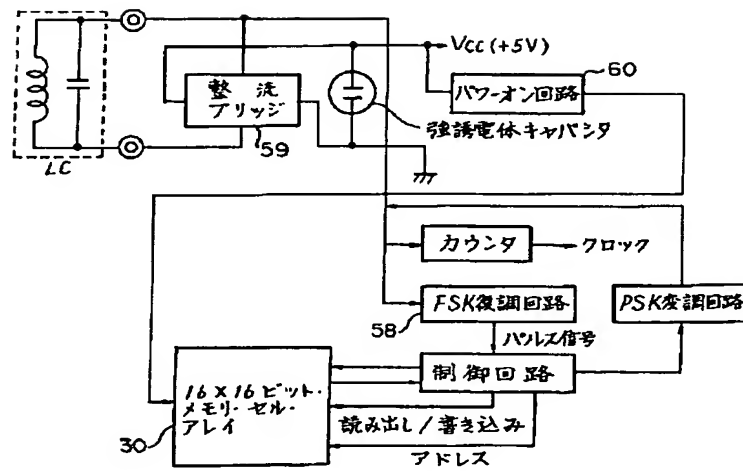 LC
整流
ブリッジ
59
VCC(+5V)
パワーオン回路
60
強誘電体キャパシタ
カウンタ
クロック
FSK復調回路
58
PSK変調回路
パルス信号
制御回路
16×16ビット・
メモリ・セル・
アレイ
30
読み出し/書き込み
アドレス